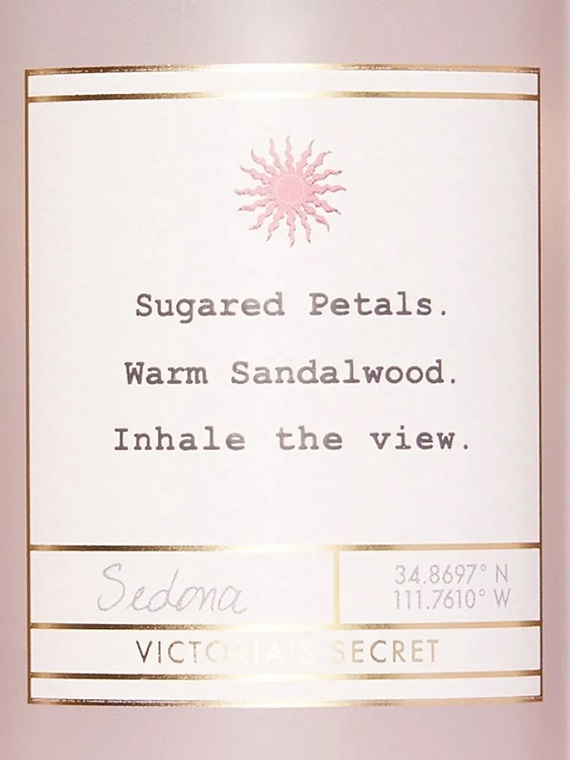 Sugared Petals.
Warm Sandalwood.
Inhale the view.
Sedona
34.8697° N
111.7610° W
VICTORIA'S SECRET